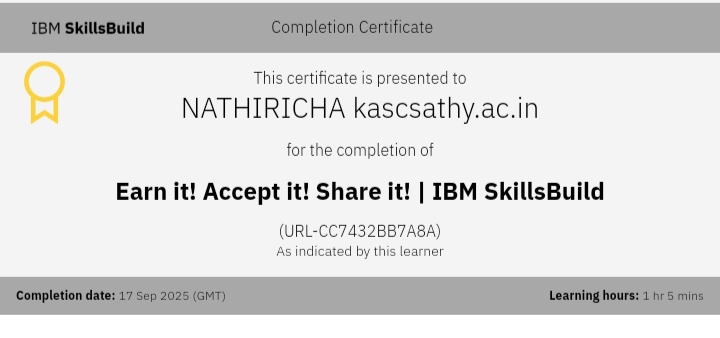 IBM SkillsBuild
Completion Certificate
This certificate is presented to
NATHIRICHA kascsathy.ac.in
for the completion of
Earn it! Accept it! Share it! | IBM SkillsBuild
(URL-CC7432BB7A8A)
As indicated by this learner
Completion date: 17 Sep 2025 (GMT)
Learning hours: 1 hr 5 mins